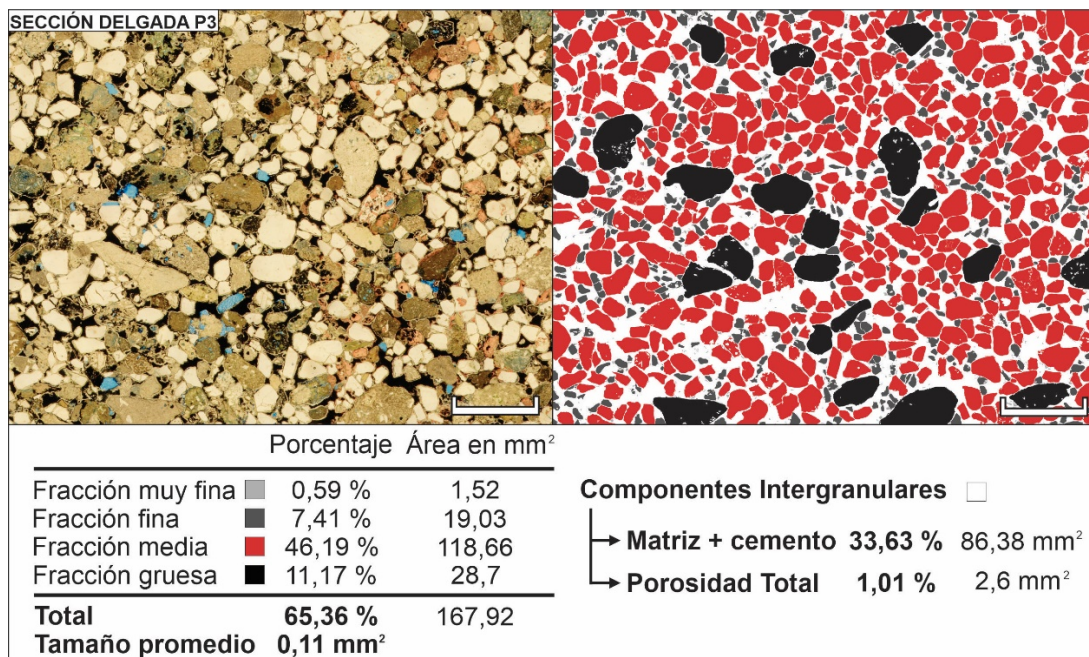 SECCIÓN DELGADA P3
Porcentaje Área en mm²
Fracción muy fina 0,59 % 1,52
Fracción fina 7,41 % 19,03
Fracción media 46,19 % 118,66
Fracción gruesa 11,17 % 28,7
Total 65,36 % 167,92
Tamaño promedio 0,11 mm²
Componentes Intergranulares
Matriz + cemento 33,63 % 86,38 mm²
Porosidad Total 1,01 % 2,6 mm²